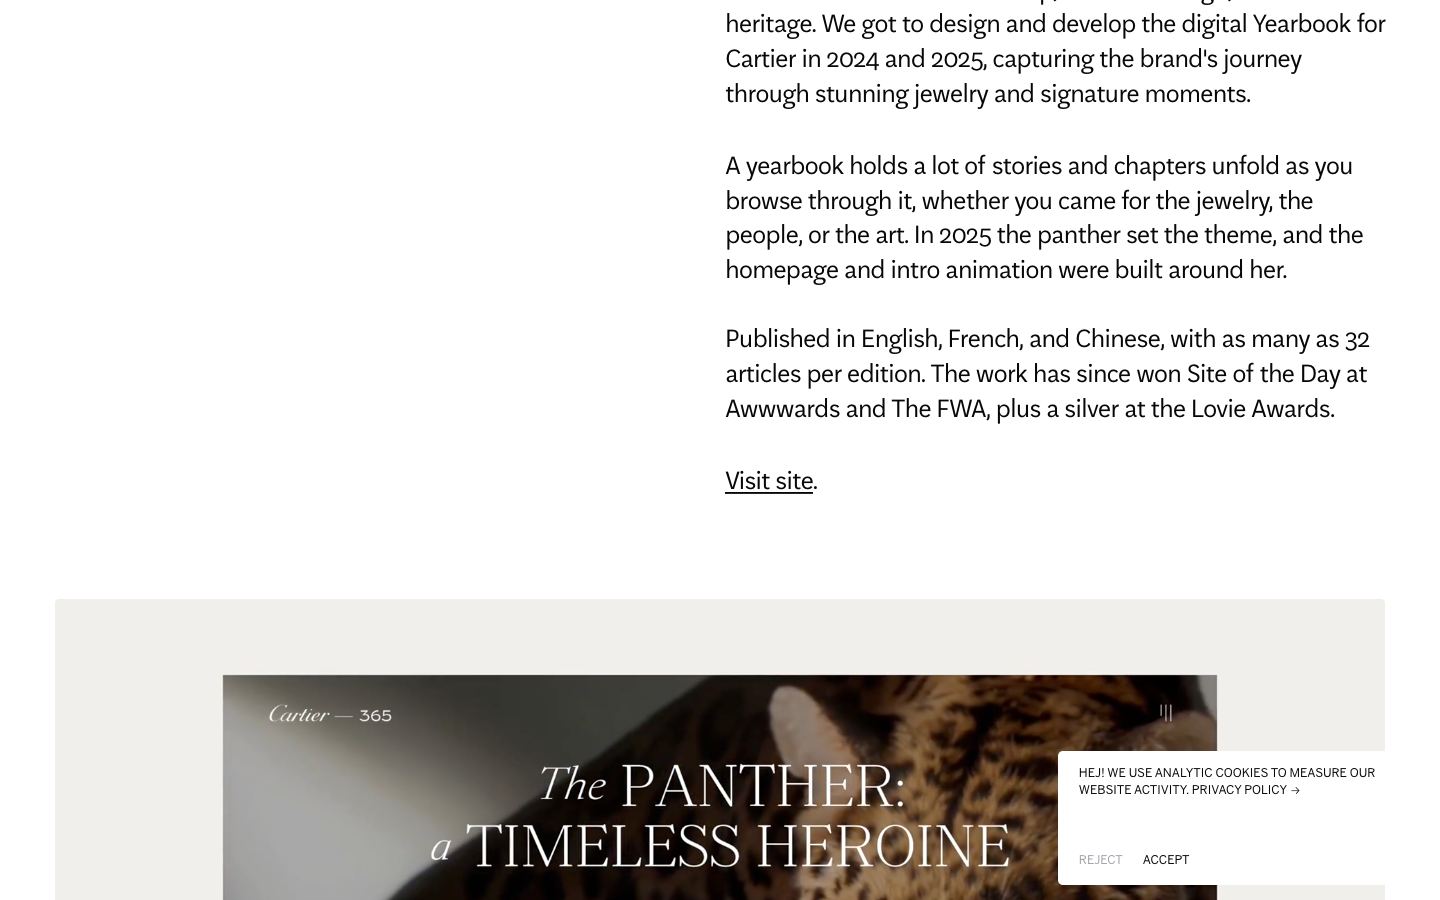 heritage. We got to design and develop the digital Yearbook for
Cartier in 2024 and 2025, capturing the brand's journey
through stunning jewelry and signature moments.
A yearbook holds a lot of stories and chapters unfold as you
browse through it, whether you came for the jewelry, the
people, or the art. In 2025 the panther set the theme, and the
homepage and intro animation were built around her.
Published in English, French, and Chinese, with as many as 32
articles per edition. The work has since won Site of the Day at
Awwwards and The FWA, plus a silver at the Lovie Awards.
Visit site.
Cartier — 365
The PANTHER:
a TIMELESS HEROINE
HEJ! WE USE ANALYTIC COOKIES TO MEASURE OUR
WEBSITE ACTIVITY. PRIVACY POLICY →
REJECT ACCEPT